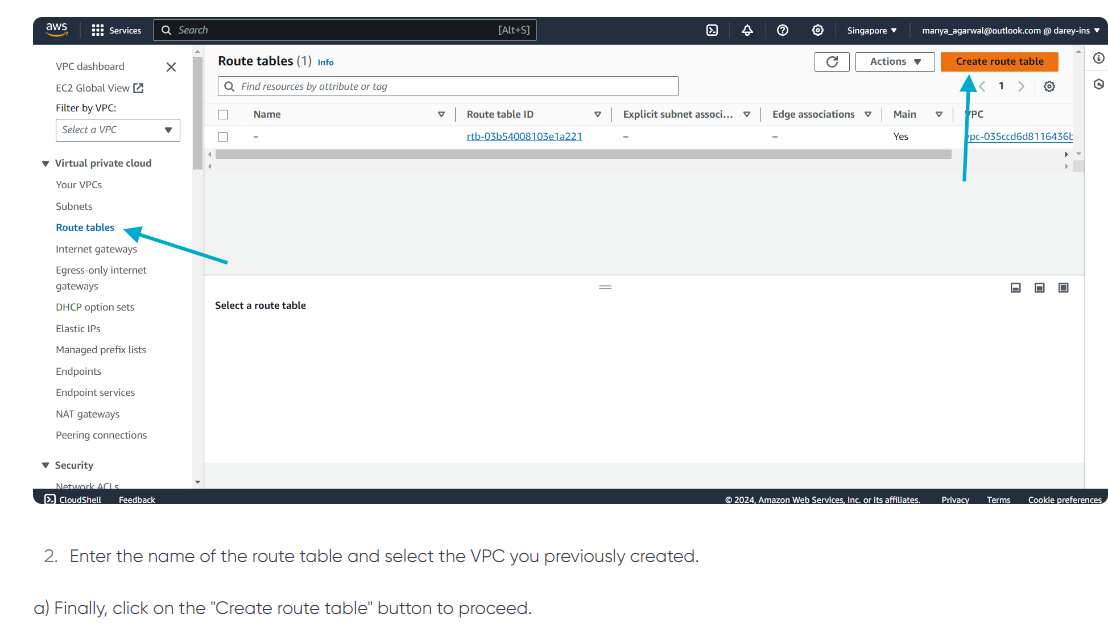 aws
Services
Search
[Alt+S]
Singapore ▼
manya_agarwal@outlook.com @ darey-ins ▼
VPC dashboard
EC2 Global View
Filter by VPC:
Select a VPC
Virtual private cloud
Your VPCs
Subnets
Route tables
Internet gateways
Egress-only internet
gateways
DHCP option sets
Elastic IPs
Managed prefix lists
Endpoints
Endpoint services
NAT gateways
Peering connections
Security
Network ACLs
Route tables (1) Info
Actions ▼
Create route table
Find resources by attribute or tag
1
Name
Route table ID
Explicit subnet associ...
Edge associations
Main
VPC
–
rtb-03b54008103e1a221
–
–
Yes
vpc-035ccd6d8116436b
Select a route table
CloudShell
Feedback
© 2024, Amazon Web Services, Inc. or its affiliates.
Privacy
Terms
Cookie preferences
2. Enter the name of the route table and select the VPC you previously created.
a) Finally, click on the "Create route table" button to proceed.